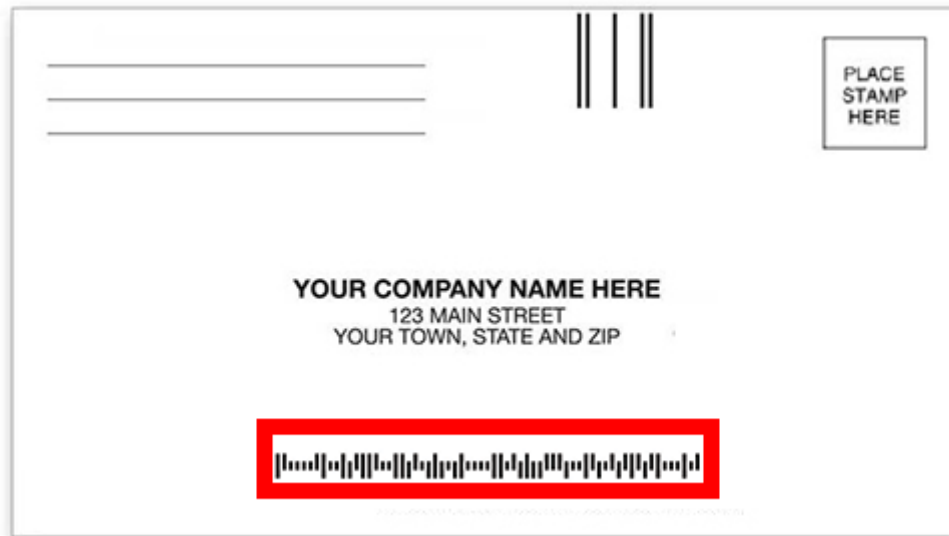 PLACE
STAMP
HERE
YOUR COMPANY NAME HERE
123 MAIN STREET
YOUR TOWN, STATE AND ZIP